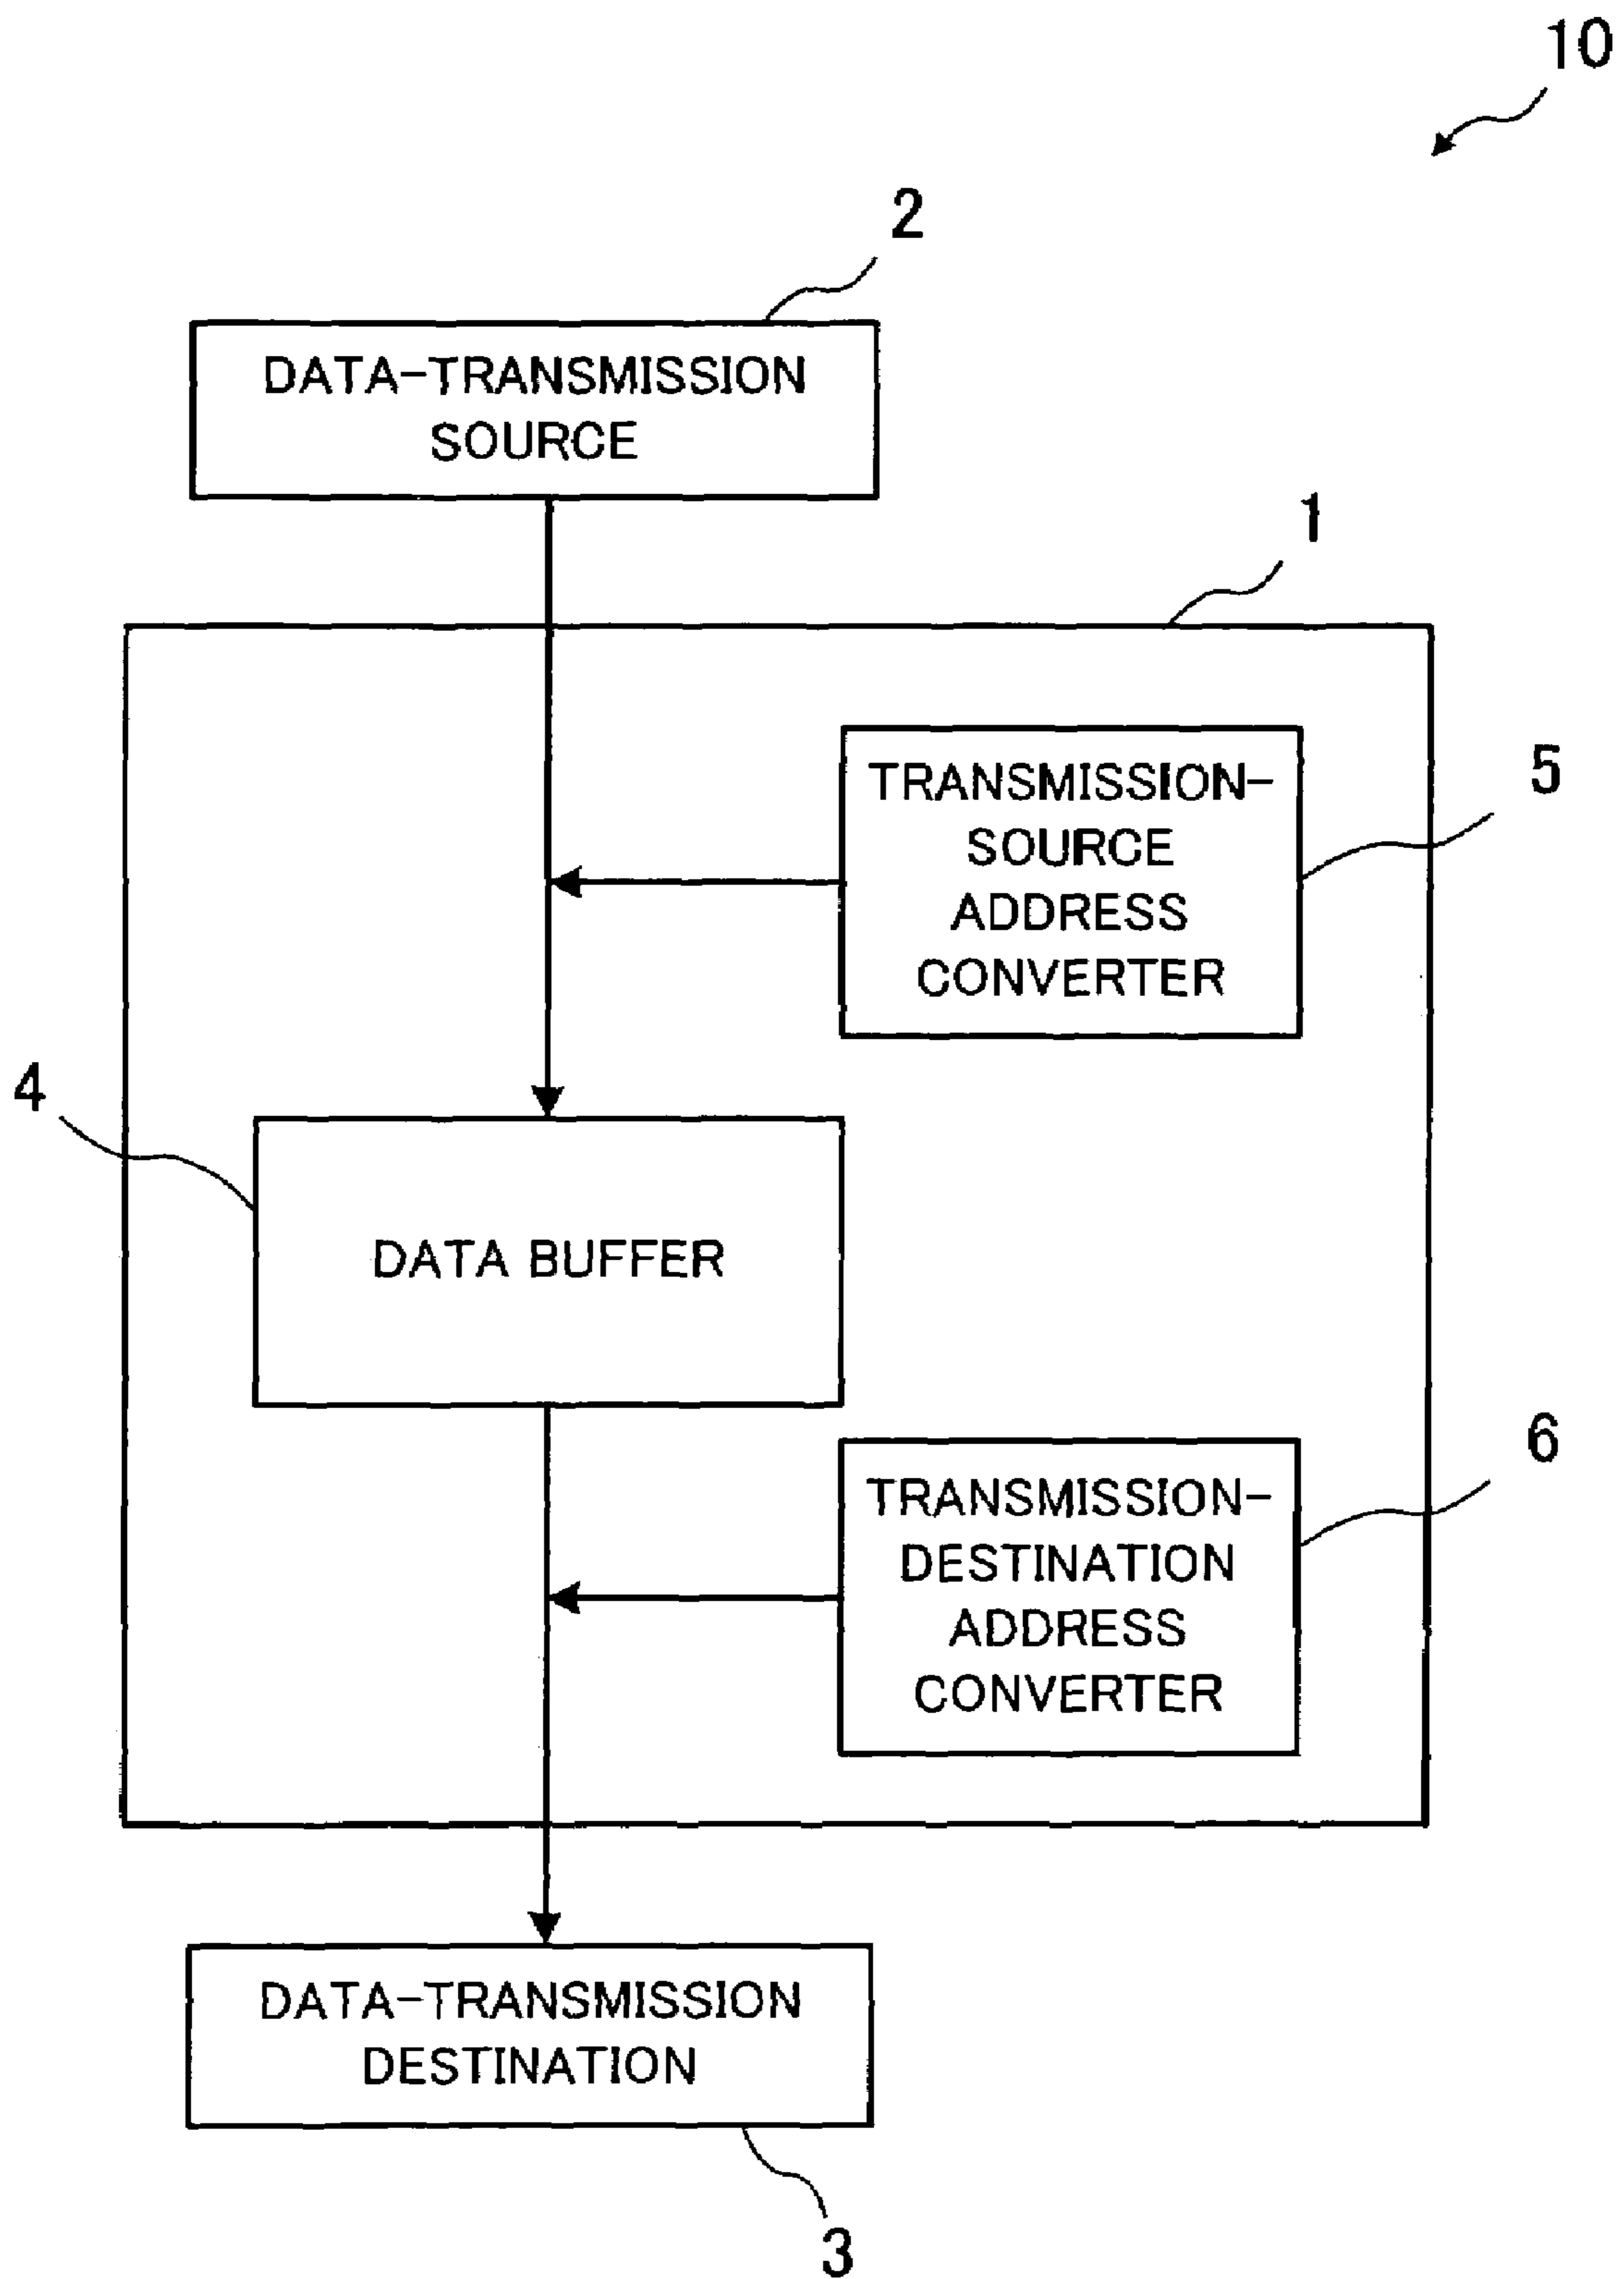 10
2
DATA-TRANSMISSION
SOURCE
1
TRANSMISSION-
SOURCE
ADDRESS
CONVERTER
5
4
DATA BUFFER
TRANSMISSION-
DESTINATION
ADDRESS
CONVERTER
6
DATA-TRANSMISSION
DESTINATION
3